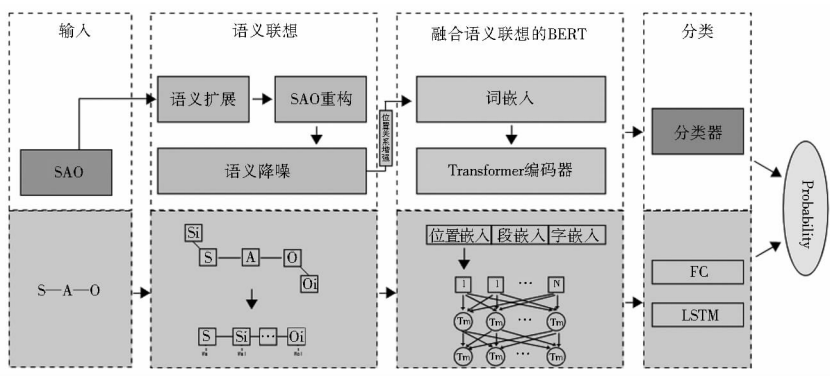 输入
语义联想
融合语义联想的BERT
分类
语义扩展
SAO重构
位置关系增强
词嵌入
分类器
SAO
语义降噪
Transformer编码器
Probability
Si
S
A
O
Oi
位置嵌入 段嵌入 字嵌入
S—A—O
1 1 ... N
FC
Tm Tm ... Tm
LSTM
S Si ... Oi
Tm Tm ... Tm